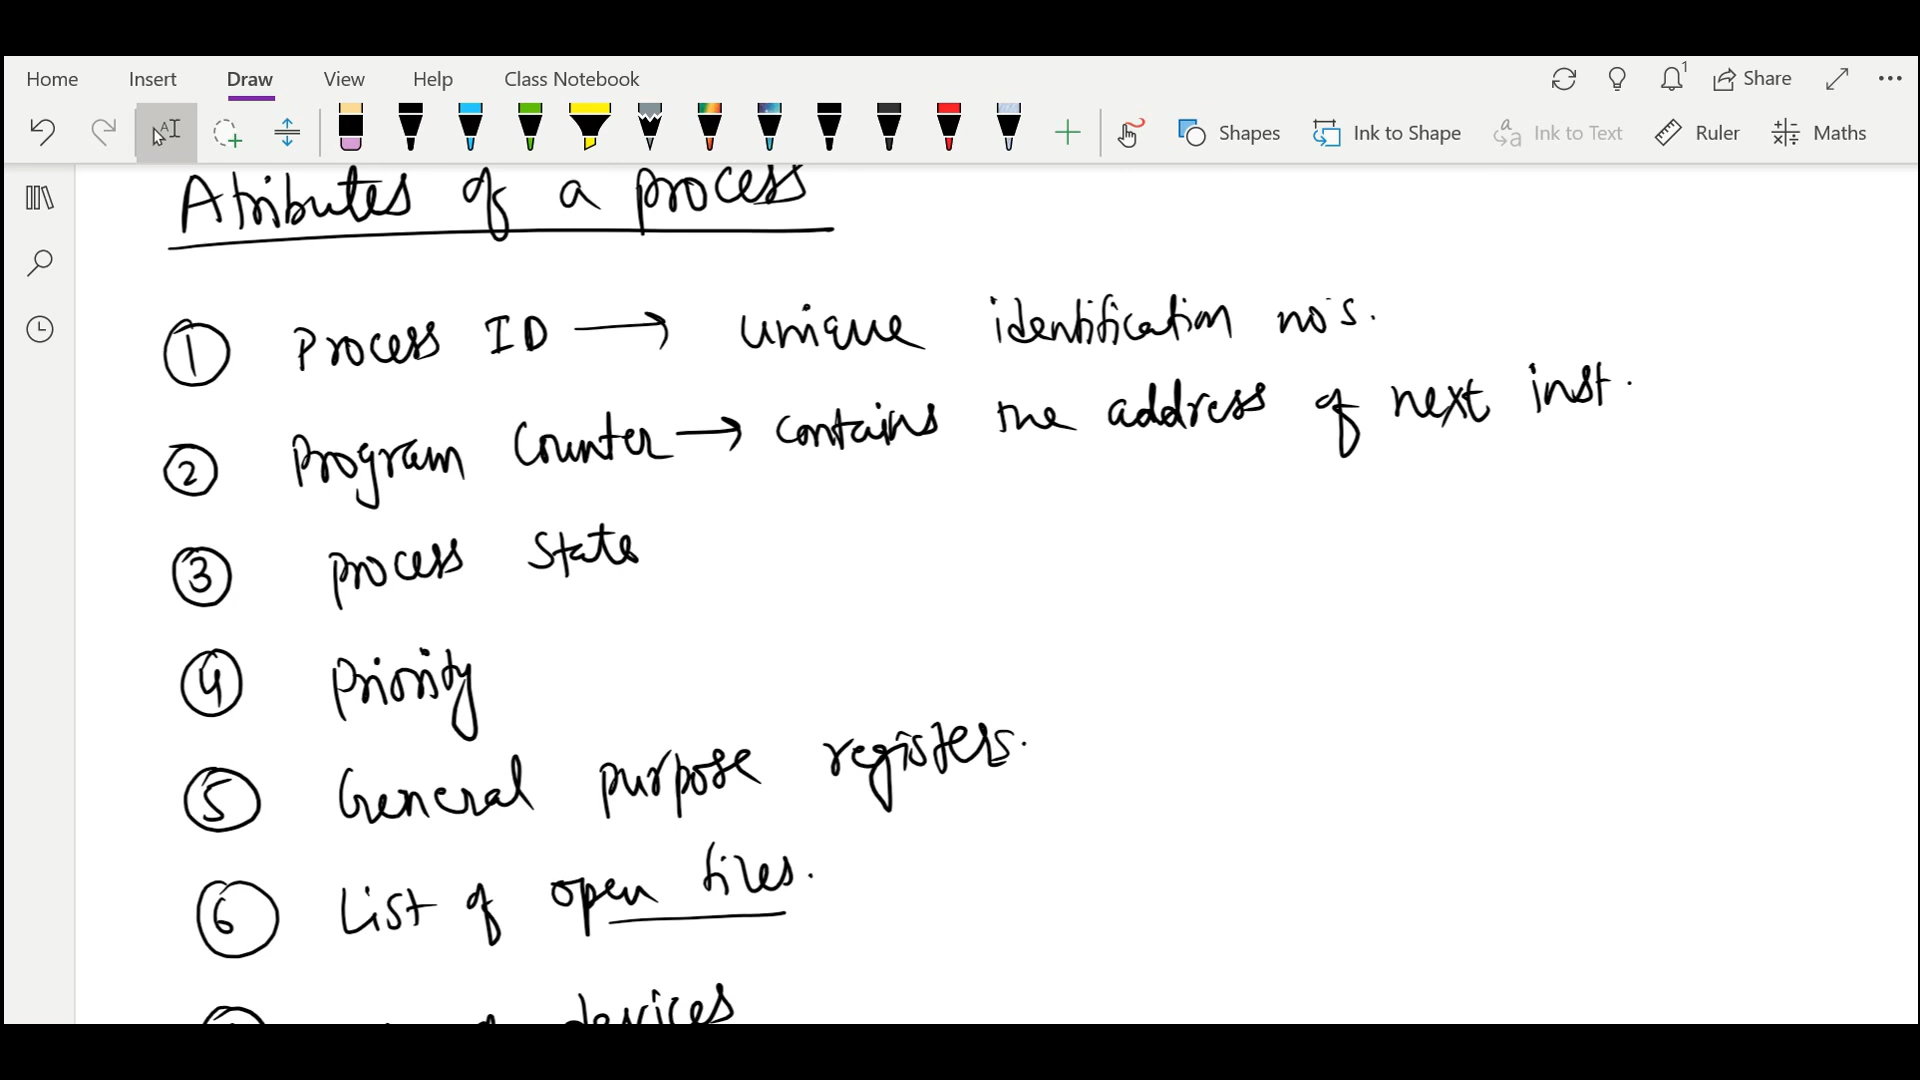 Home Insert Draw View Help Class Notebook 1 Share
Shapes Ink to Shape Ink to Text Ruler Maths
Atributes of a process
1 Process ID → unique identification no's.
2 Program Counter → contains the address of next inst.
3 process State
4 Priority
5 General purpose registers.
6 List of open files.
devices